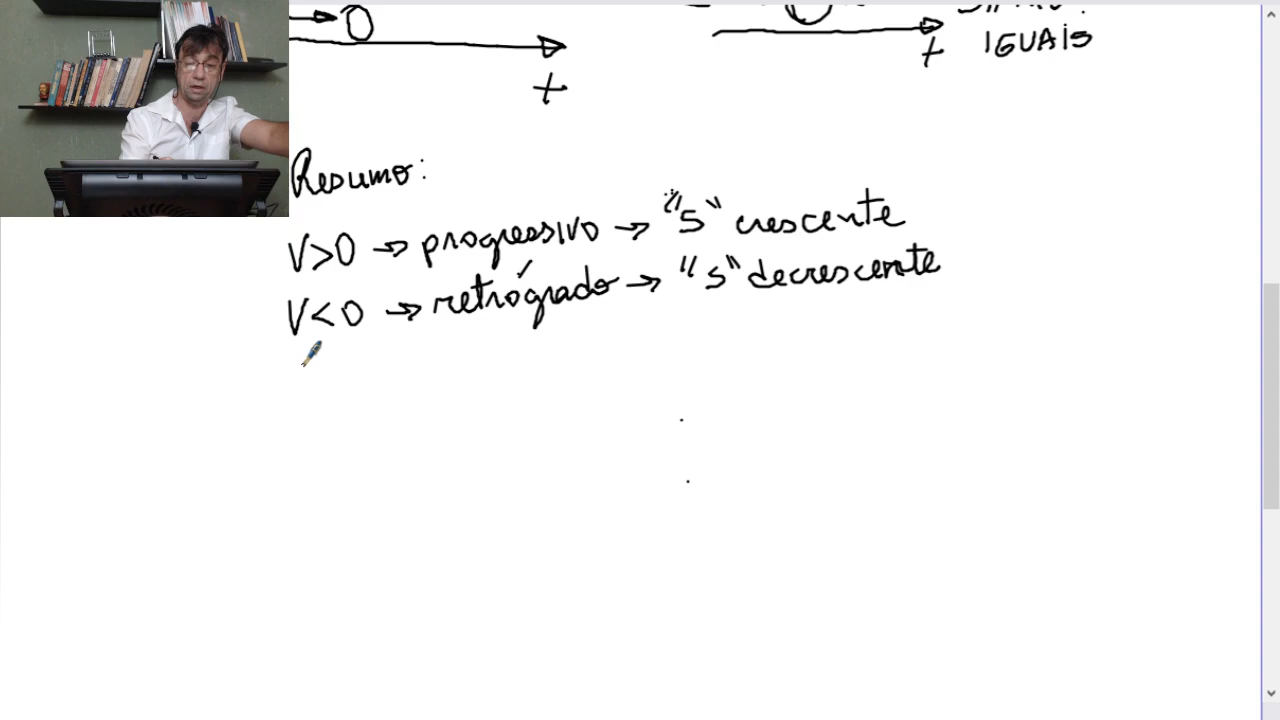 +
+
IGUAIS
Resumo:
V>0 → progressivo → "S" crescente
V<0 → retrógrado → "S" decrescente